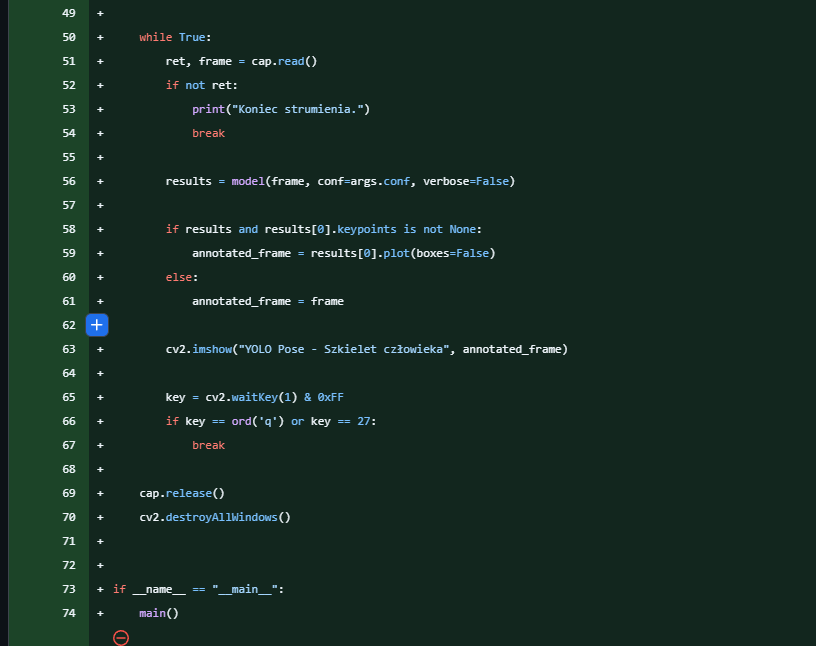 49 +
50 + while True:
51 + ret, frame = cap.read()
52 + if not ret:
53 + print("Koniec strumienia.")
54 + break
55 +
56 + results = model(frame, conf=args.conf, verbose=False)
57 +
58 + if results and results[0].keypoints is not None:
59 + annotated_frame = results[0].plot(boxes=False)
60 + else:
61 + annotated_frame = frame
62 +
63 + cv2.imshow("YOLO Pose - Szkielet człowieka", annotated_frame)
64 +
65 + key = cv2.waitKey(1) & 0xFF
66 + if key == ord('q') or key == 27:
67 + break
68 +
69 + cap.release()
70 + cv2.destroyAllWindows()
71 +
72 +
73 + if __name__ == "__main__":
74 + main()